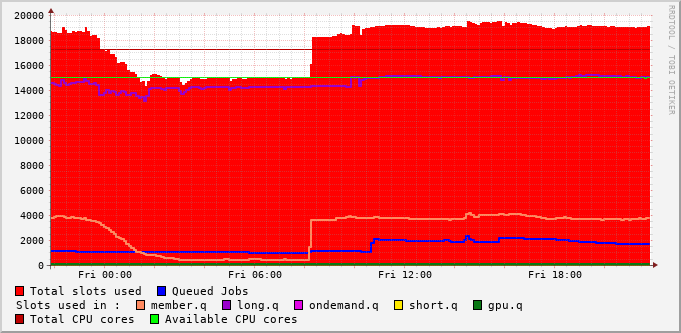 20000
18000
16000
14000
12000
10000
8000
6000
4000
2000
0
Fri 00:00 Fri 06:00 Fri 12:00 Fri 18:00
RRDTOOL / TOBI OETIKER
Total slots used Queued Jobs
Slots used in : member.q long.q ondemand.q short.q gpu.q
Total CPU cores Available CPU cores